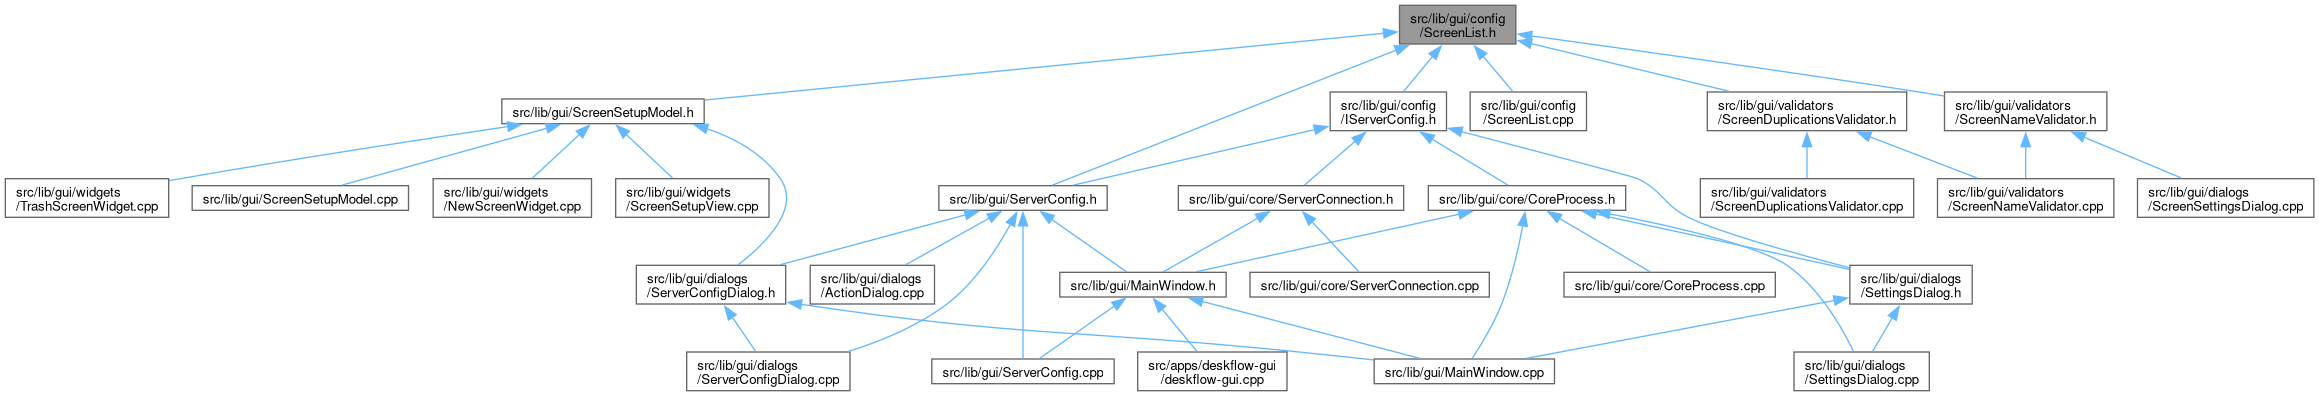 src/lib/gui/config
/ScreenList.h
src/lib/gui/ScreenSetupModel.h
src/lib/gui/config
/IServerConfig.h
src/lib/gui/config
/ScreenList.cpp
src/lib/gui/validators
/ScreenDuplicationsValidator.h
src/lib/gui/validators
/ScreenNameValidator.h
src/lib/gui/widgets
/TrashScreenWidget.cpp
src/lib/gui/ScreenSetupModel.cpp
src/lib/gui/widgets
/NewScreenWidget.cpp
src/lib/gui/widgets
/ScreenSetupView.cpp
src/lib/gui/ServerConfig.h
src/lib/gui/core/ServerConnection.h
src/lib/gui/core/CoreProcess.h
src/lib/gui/validators
/ScreenDuplicationsValidator.cpp
src/lib/gui/validators
/ScreenNameValidator.cpp
src/lib/gui/dialogs
/ScreenSettingsDialog.cpp
src/lib/gui/dialogs
/ServerConfigDialog.h
src/lib/gui/dialogs
/ActionDialog.cpp
src/lib/gui/MainWindow.h
src/lib/gui/core/ServerConnection.cpp
src/lib/gui/core/CoreProcess.cpp
src/lib/gui/dialogs
/SettingsDialog.h
src/lib/gui/dialogs
/ServerConfigDialog.cpp
src/lib/gui/ServerConfig.cpp
src/apps/deskflow-gui
/deskflow-gui.cpp
src/lib/gui/MainWindow.cpp
src/lib/gui/dialogs
/SettingsDialog.cpp